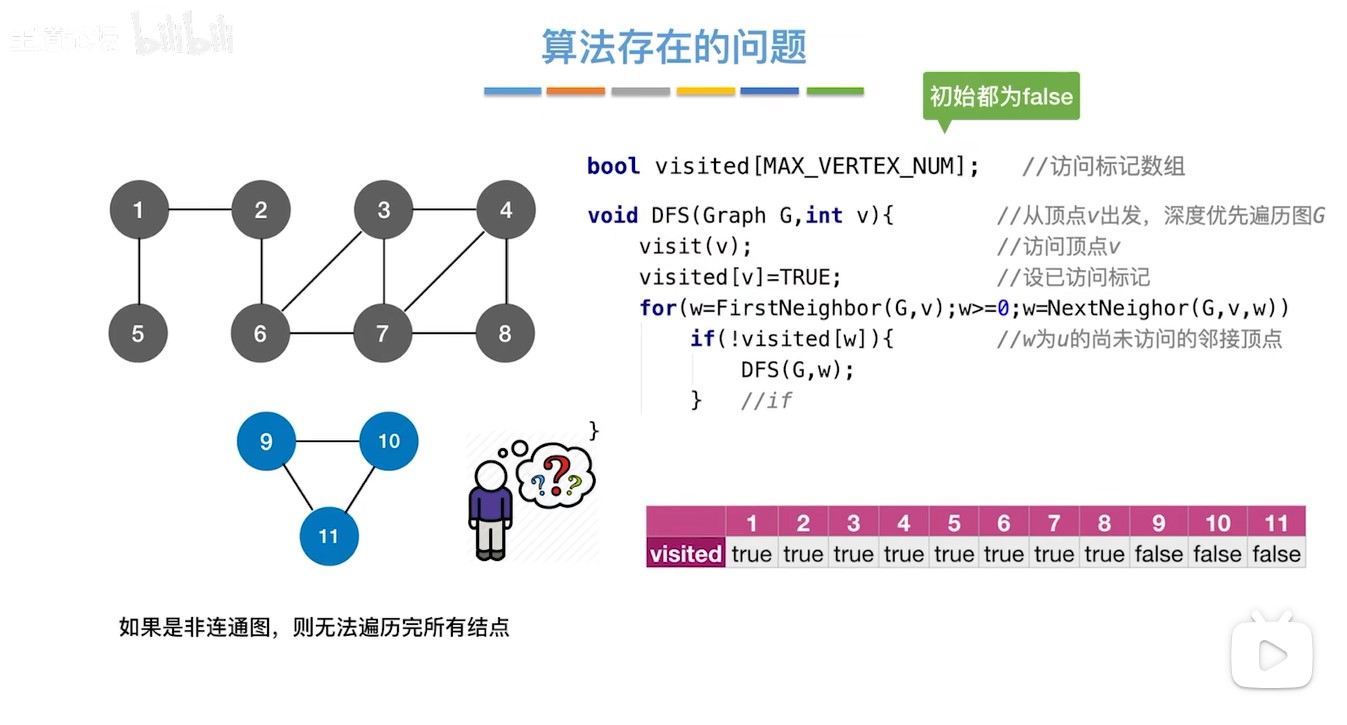 bilibili
算法存在的问题
初始都为false
bool visited[MAX_VERTEX_NUM]; //访问标记数组
void DFS(Graph G,int v){ //从顶点v出发，深度优先遍历图G
visit(v); //访问顶点v
visited[v]=TRUE; //设已访问标记
for(w=FirstNeighbor(G,v);w>=0;w=NextNeighor(G,v,w))
if(!visited[w]){ //w为u的尚未访问的邻接顶点
DFS(G,w);
} //if
}
1 2 3 4
5 6 7 8
9 10
11
???
1 2 3 4 5 6 7 8 9 10 11
visited true true true true true true true true false false false
如果是非连通图，则无法遍历完所有结点